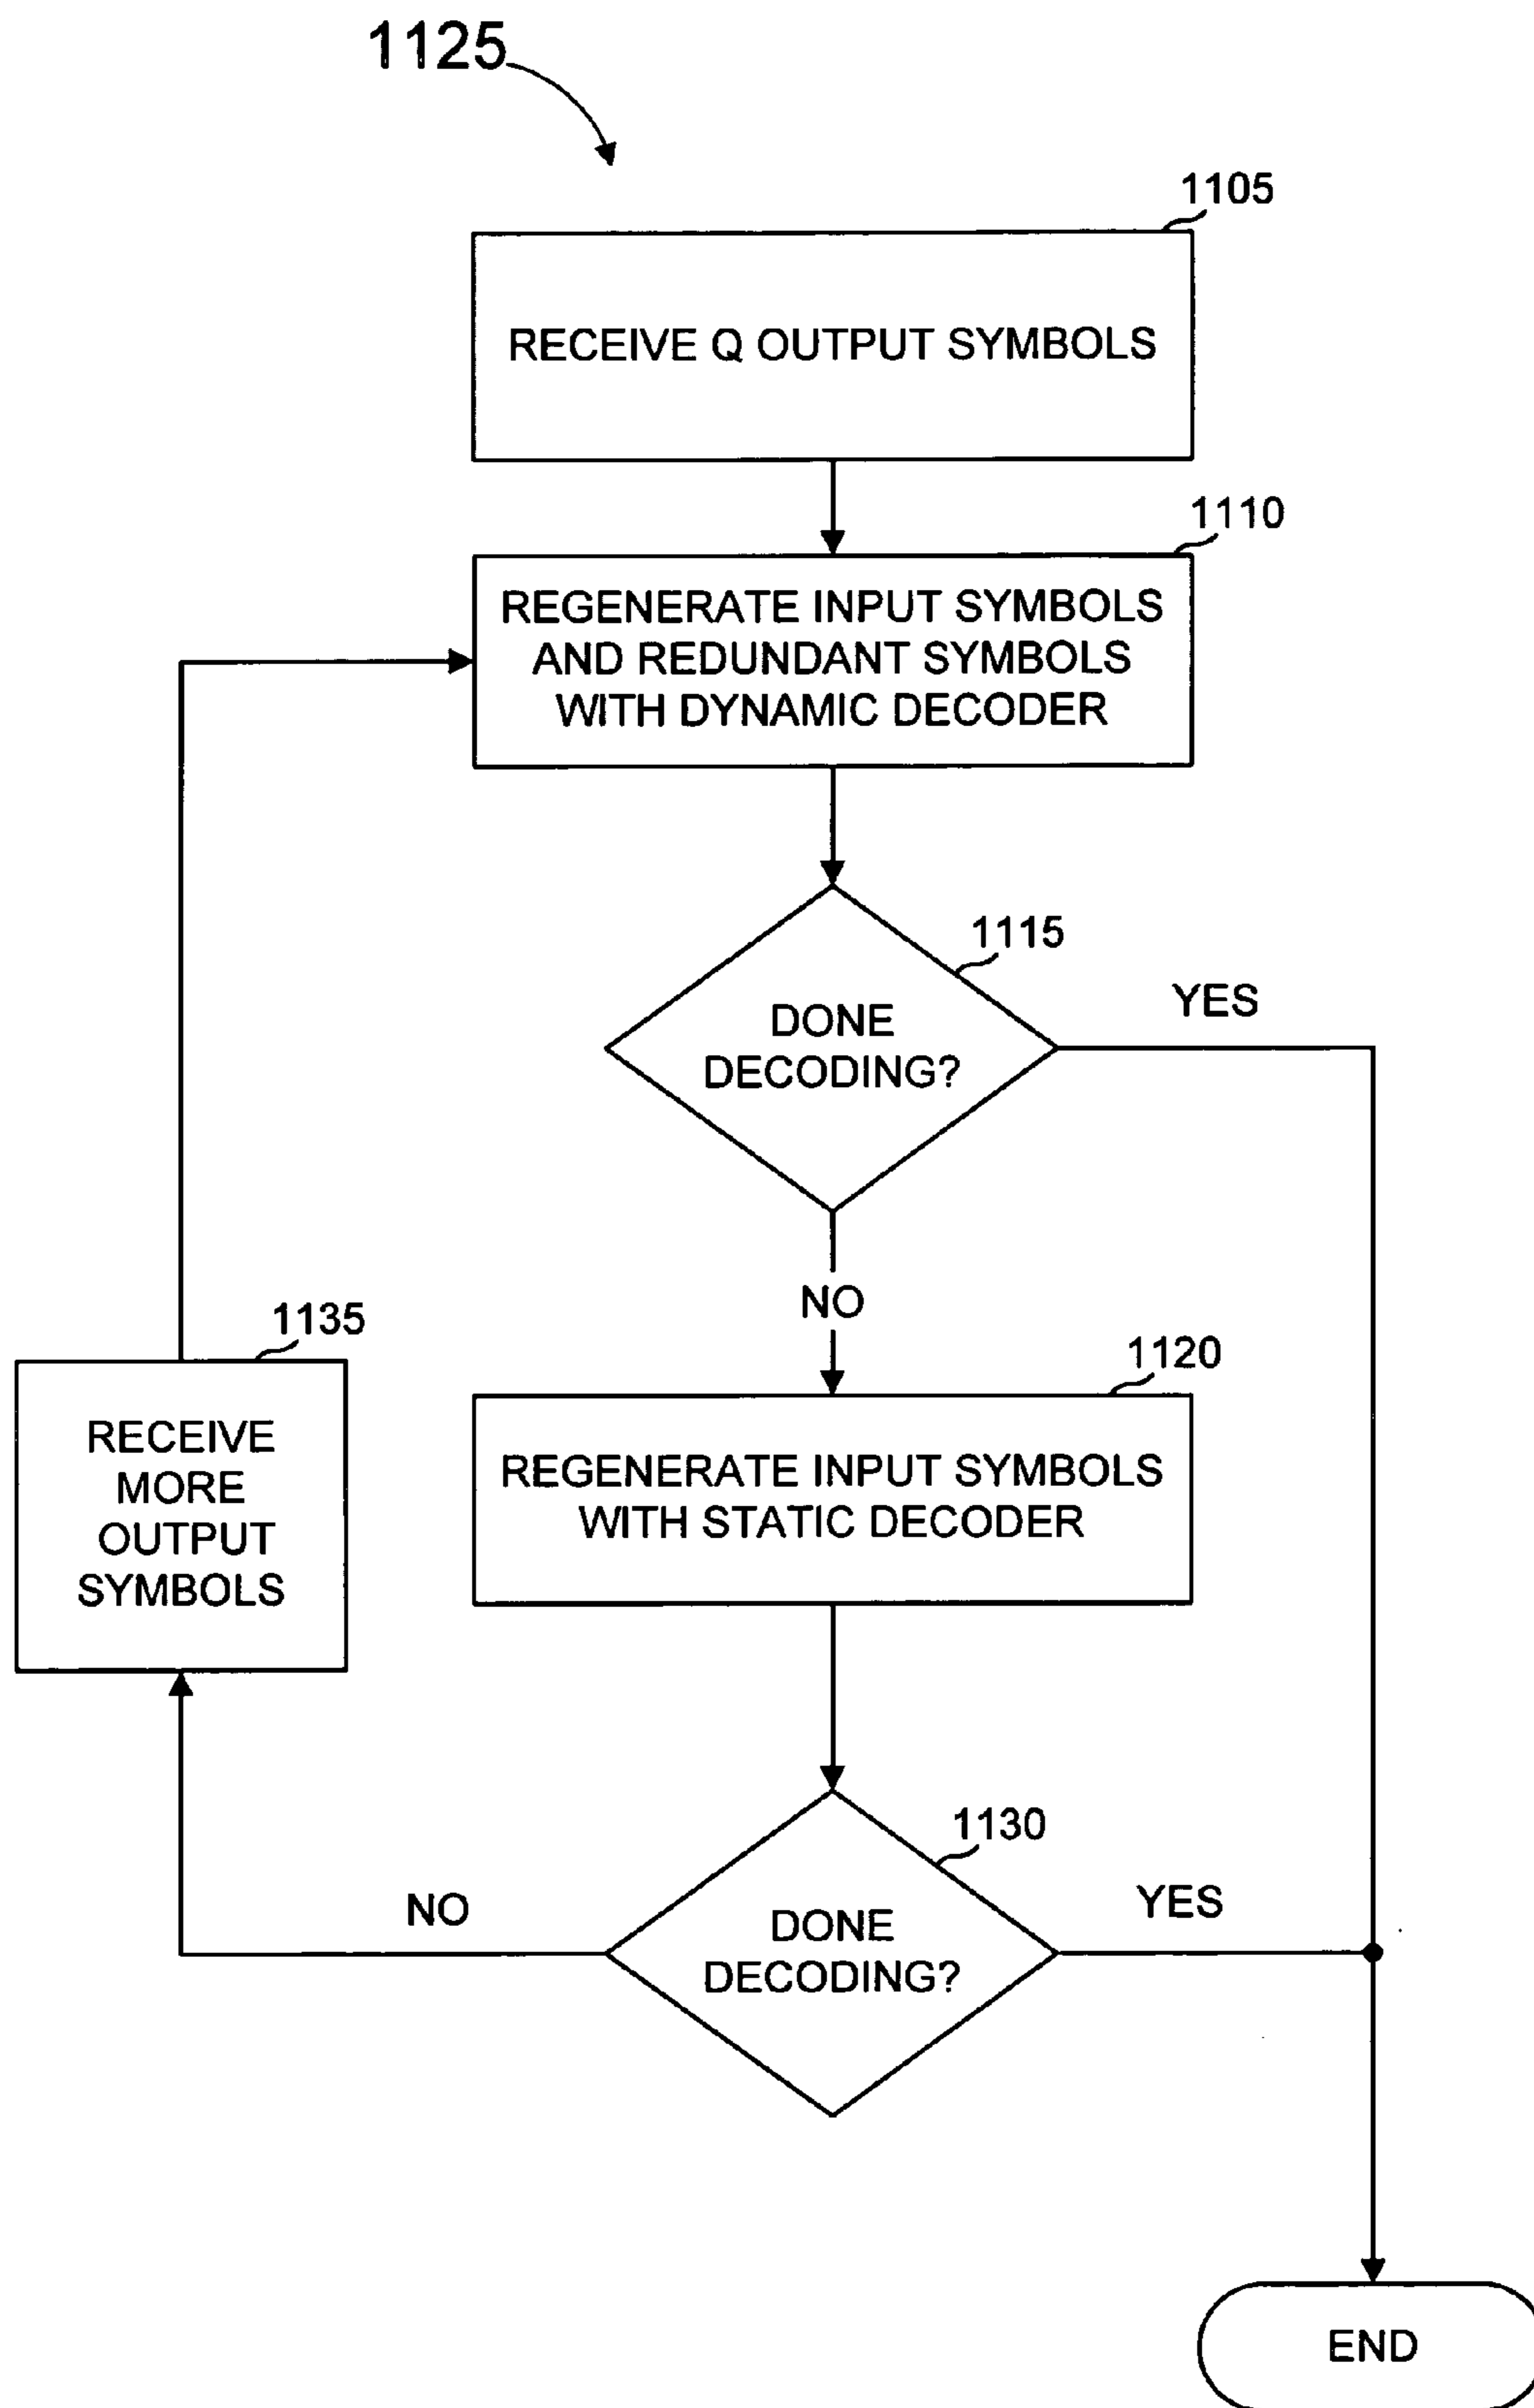 1125
1105
RECEIVE Q OUTPUT SYMBOLS
1110
REGENERATE INPUT SYMBOLS
AND REDUNDANT SYMBOLS
WITH DYNAMIC DECODER
1115
DONE
DECODING?
YES
NO
1135
RECEIVE
MORE
OUTPUT
SYMBOLS
1120
REGENERATE INPUT SYMBOLS
WITH STATIC DECODER
1130
DONE
DECODING?
NO
YES
END